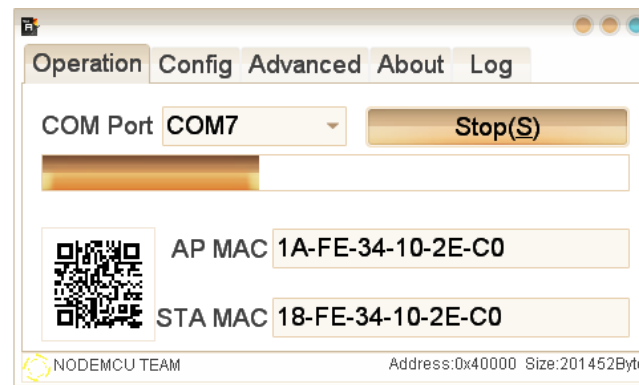 Operation Config Advanced About Log
COM Port COM7 Stop(S)
AP MAC 1A-FE-34-10-2E-C0
STA MAC 18-FE-34-10-2E-C0
NODEMCU TEAM Address:0x40000 Size:201452Byte